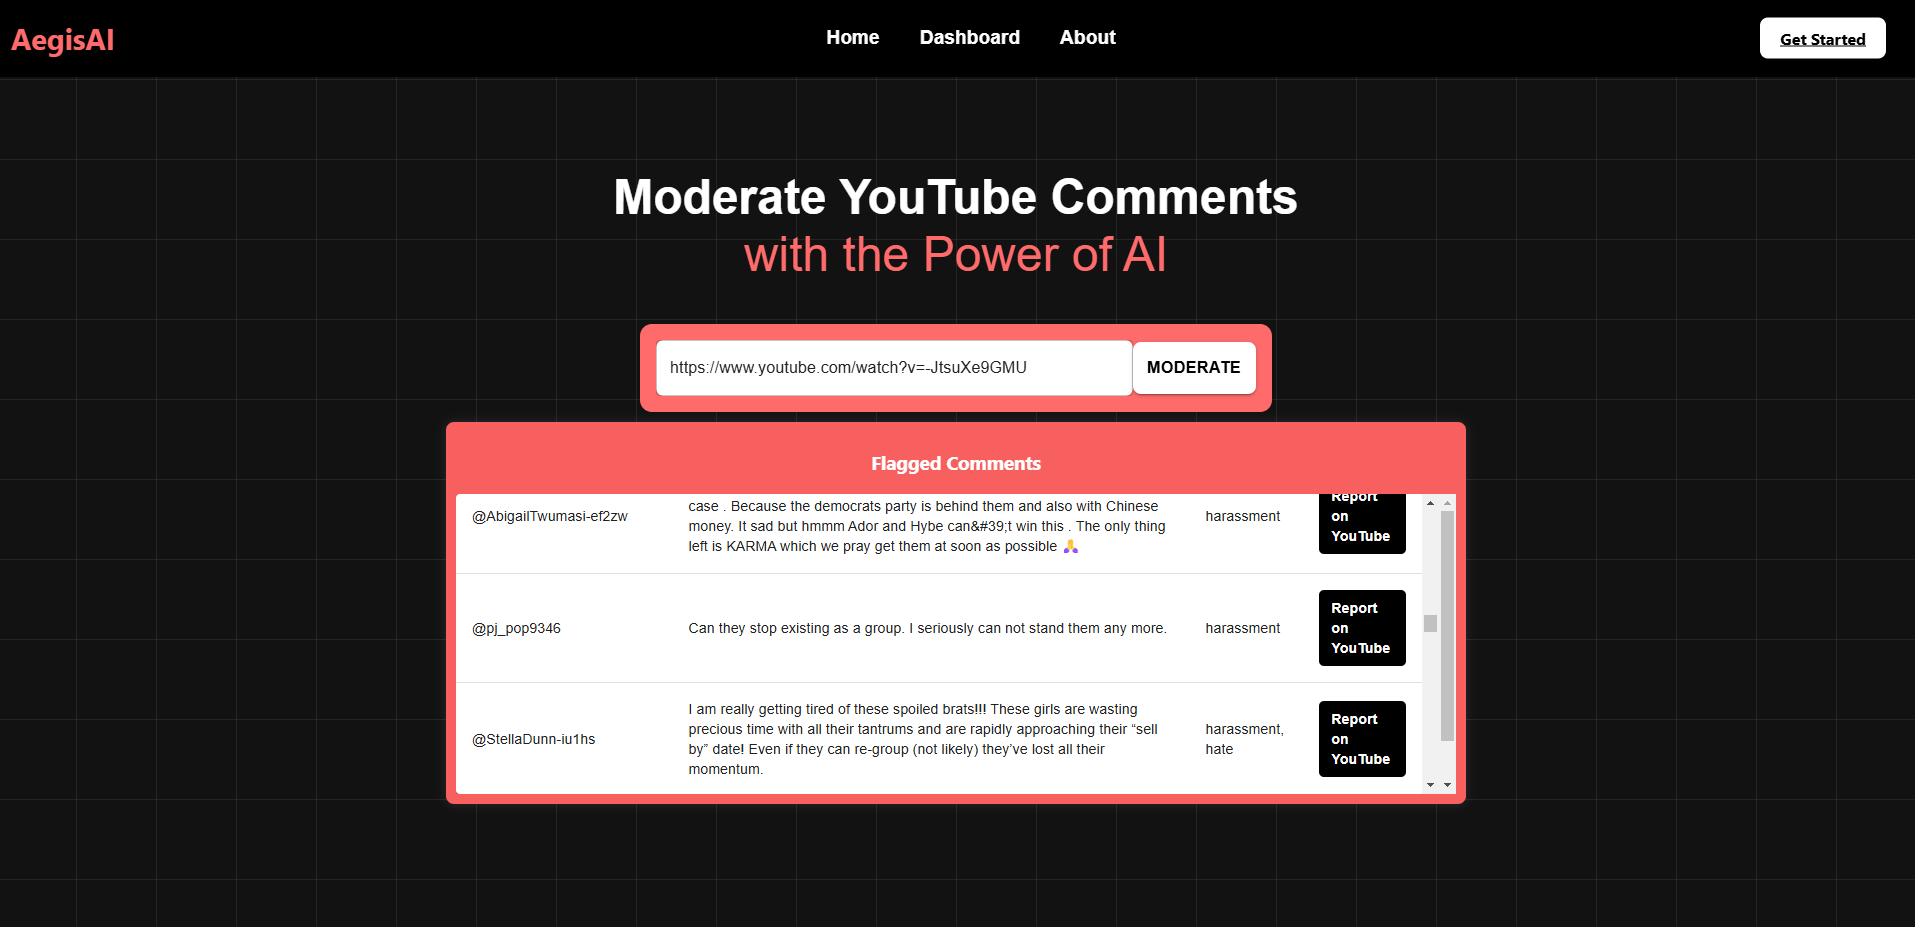 AegisAI
Home
Dashboard
About
Get Started
Moderate YouTube Comments
with the Power of AI
https://www.youtube.com/watch?v=-JtsuXe9GMU
MODERATE
Flagged Comments
@AbigailTwumasi-ef2zw
case . Because the democrats party is behind them and also with Chinese
money. It sad but hmmm Ador and Hybe can&#39;t win this . The only thing
left is KARMA which we pray get them at soon as possible 🙏
harassment
Report
on
YouTube
@pj_pop9346
Can they stop existing as a group. I seriously can not stand them any more.
harassment
Report
on
YouTube
@StellaDunn-iu1hs
I am really getting tired of these spoiled brats!!! These girls are wasting
precious time with all their tantrums and are rapidly approaching their “sell
by” date! Even if they can re-group (not likely) they’ve lost all their
momentum.
harassment,
hate
Report
on
YouTube